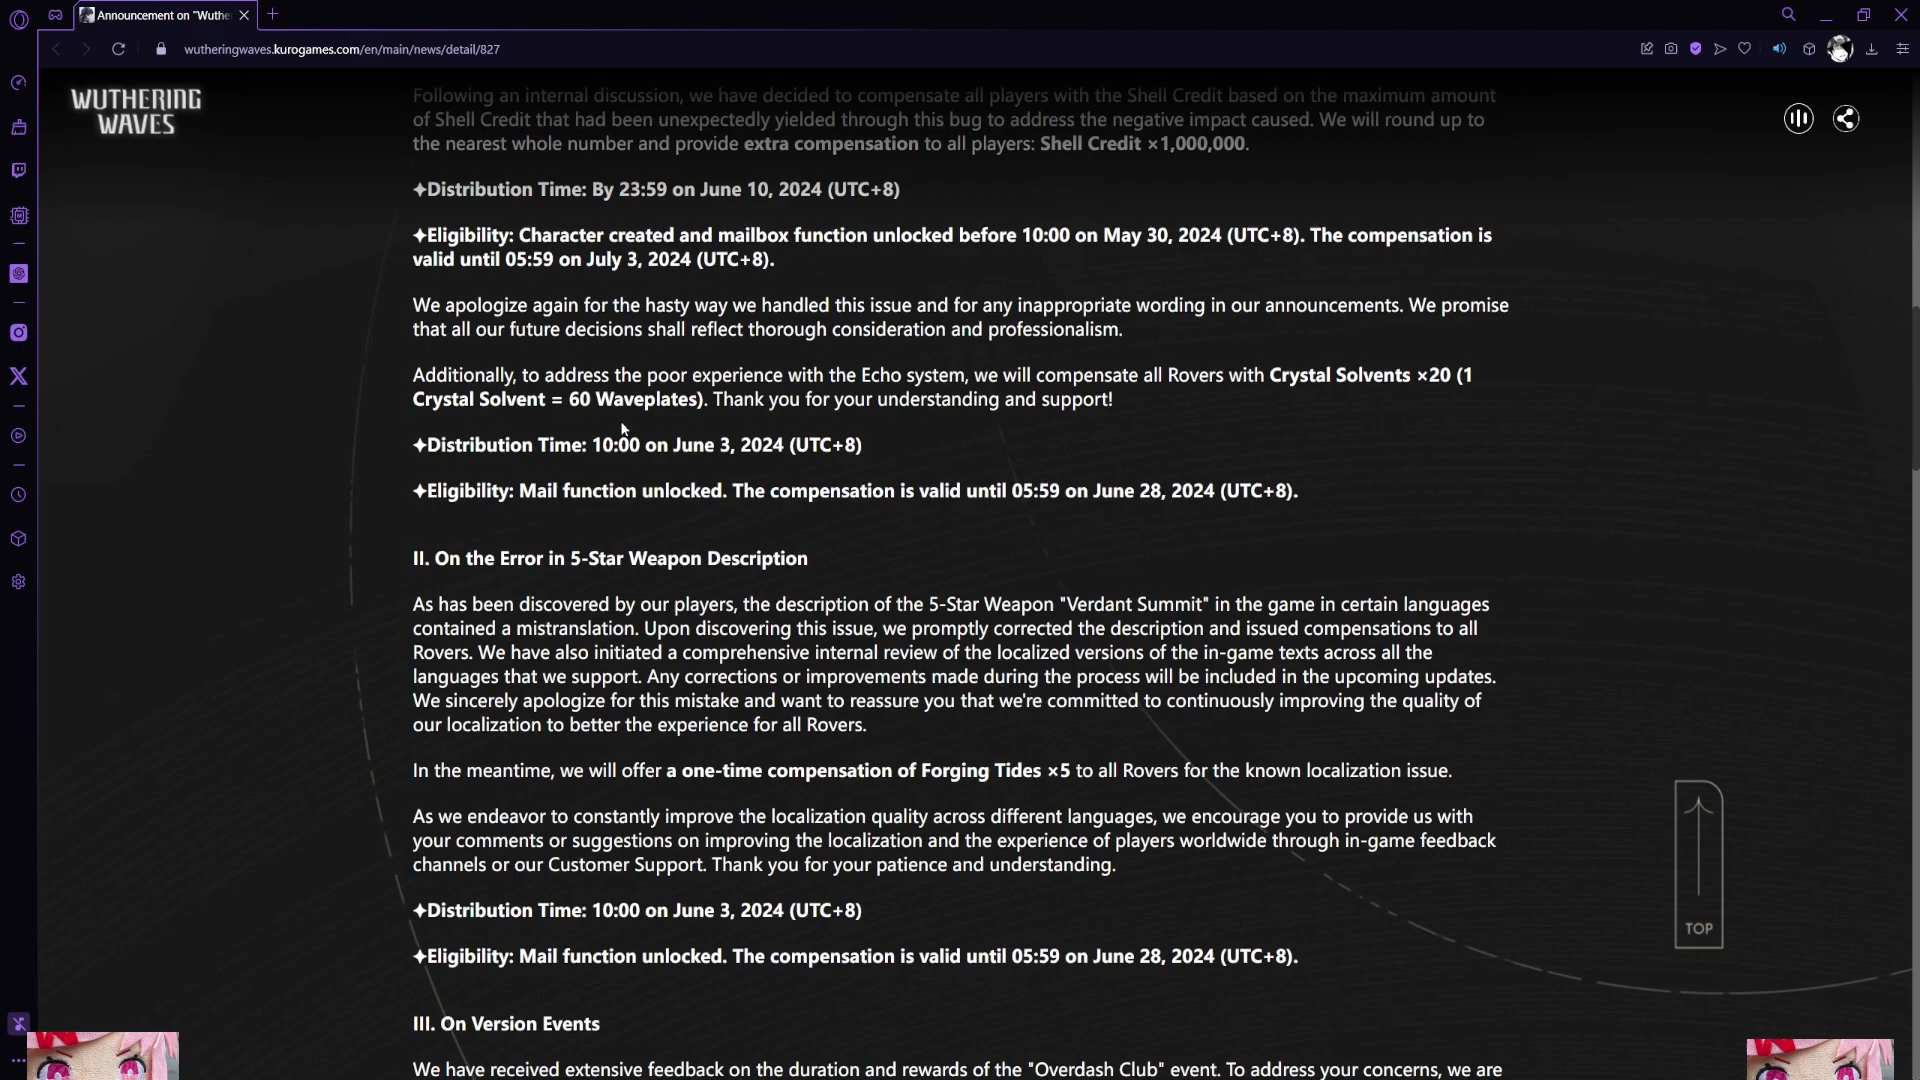 Announcement on "Wuthe
wutheringwaves.kurogames.com/en/main/news/detail/827
WUTHERING
WAVES
Following an internal discussion, we have decided to compensate all players with the Shell Credit based on the maximum amount
of Shell Credit that had been unexpectedly yielded through this bug to address the negative impact caused. We will round up to
the nearest whole number and provide extra compensation to all players: Shell Credit ×1,000,000.
✦Distribution Time: By 23:59 on June 10, 2024 (UTC+8)
✦Eligibility: Character created and mailbox function unlocked before 10:00 on May 30, 2024 (UTC+8). The compensation is
valid until 05:59 on July 3, 2024 (UTC+8).
We apologize again for the hasty way we handled this issue and for any inappropriate wording in our announcements. We promise
that all our future decisions shall reflect thorough consideration and professionalism.
Additionally, to address the poor experience with the Echo system, we will compensate all Rovers with Crystal Solvents ×20 (1
Crystal Solvent = 60 Waveplates). Thank you for your understanding and support!
✦Distribution Time: 10:00 on June 3, 2024 (UTC+8)
✦Eligibility: Mail function unlocked. The compensation is valid until 05:59 on June 28, 2024 (UTC+8).
II. On the Error in 5-Star Weapon Description
As has been discovered by our players, the description of the 5-Star Weapon "Verdant Summit" in the game in certain languages
contained a mistranslation. Upon discovering this issue, we promptly corrected the description and issued compensations to all
Rovers. We have also initiated a comprehensive internal review of the localized versions of the in-game texts across all the
languages that we support. Any corrections or improvements made during the process will be included in the upcoming updates.
We sincerely apologize for this mistake and want to reassure you that we're committed to continuously improving the quality of
our localization to better the experience for all Rovers.
In the meantime, we will offer a one-time compensation of Forging Tides ×5 to all Rovers for the known localization issue.
As we endeavor to constantly improve the localization quality across different languages, we encourage you to provide us with
your comments or suggestions on improving the localization and the experience of players worldwide through in-game feedback
channels or our Customer Support. Thank you for your patience and understanding.
TOP
✦Distribution Time: 10:00 on June 3, 2024 (UTC+8)
✦Eligibility: Mail function unlocked. The compensation is valid until 05:59 on June 28, 2024 (UTC+8).
III. On Version Events
We have received extensive feedback on the duration and rewards of the "Overdash Club" event. To address your concerns, we are